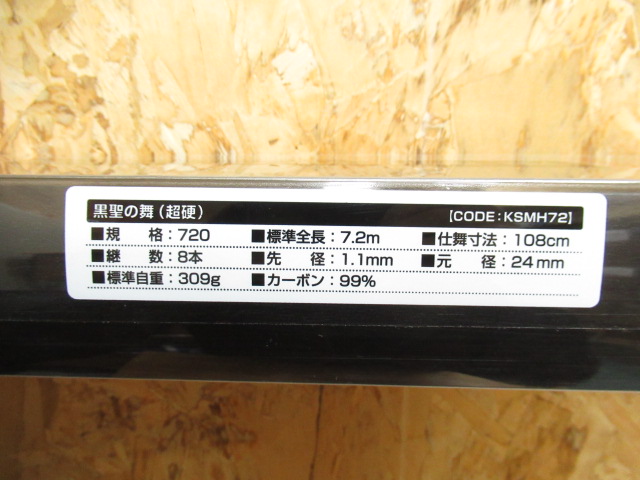 黒聖の舞(超硬) 【CODE:KSMH72】
■規　格:720 ■標準全長:7.2m ■仕舞寸法:108cm
■継　数:8本 ■先　径:1.1mm ■元　径:24mm
■標準自重:309g ■カーボン:99%